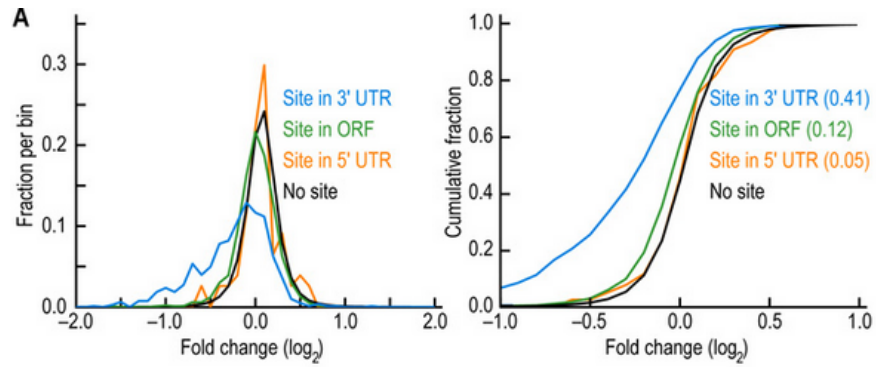 A
Fraction per bin
0.3
0.2
0.1
0.0
Site in 3' UTR
Site in ORF
Site in 5' UTR
No site
−2.0 −1.0 0.0 1.0 2.0
Fold change (log2)
Cumulative fraction
1.0
0.8
0.6
0.4
0.2
0.0
Site in 3' UTR (0.41)
Site in ORF (0.12)
Site in 5' UTR (0.05)
No site
−1.0 −0.5 0.0 0.5 1.0
Fold change (log2)